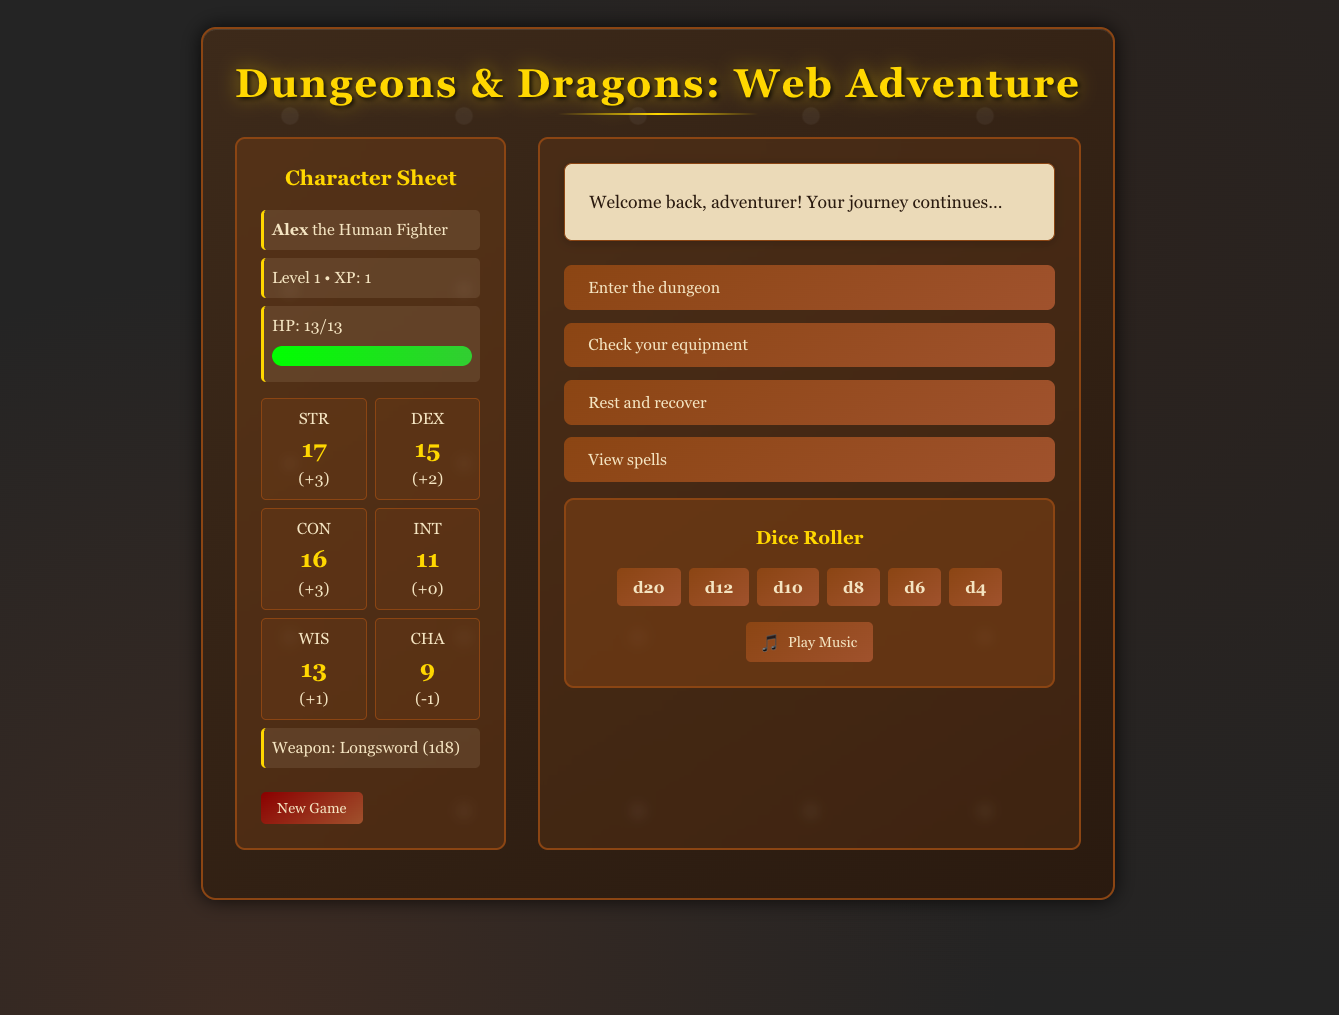 Dungeons & Dragons: Web Adventure
Character Sheet
Alex the Human Fighter
Level 1 • XP: 1
HP: 13/13
STR
17
(+3)
DEX
15
(+2)
CON
16
(+3)
INT
11
(+0)
WIS
13
(+1)
CHA
9
(-1)
Weapon: Longsword (1d8)
New Game
Welcome back, adventurer! Your journey continues...
Enter the dungeon
Check your equipment
Rest and recover
View spells
Dice Roller
d20 d12 d10 d8 d6 d4
🎵 Play Music